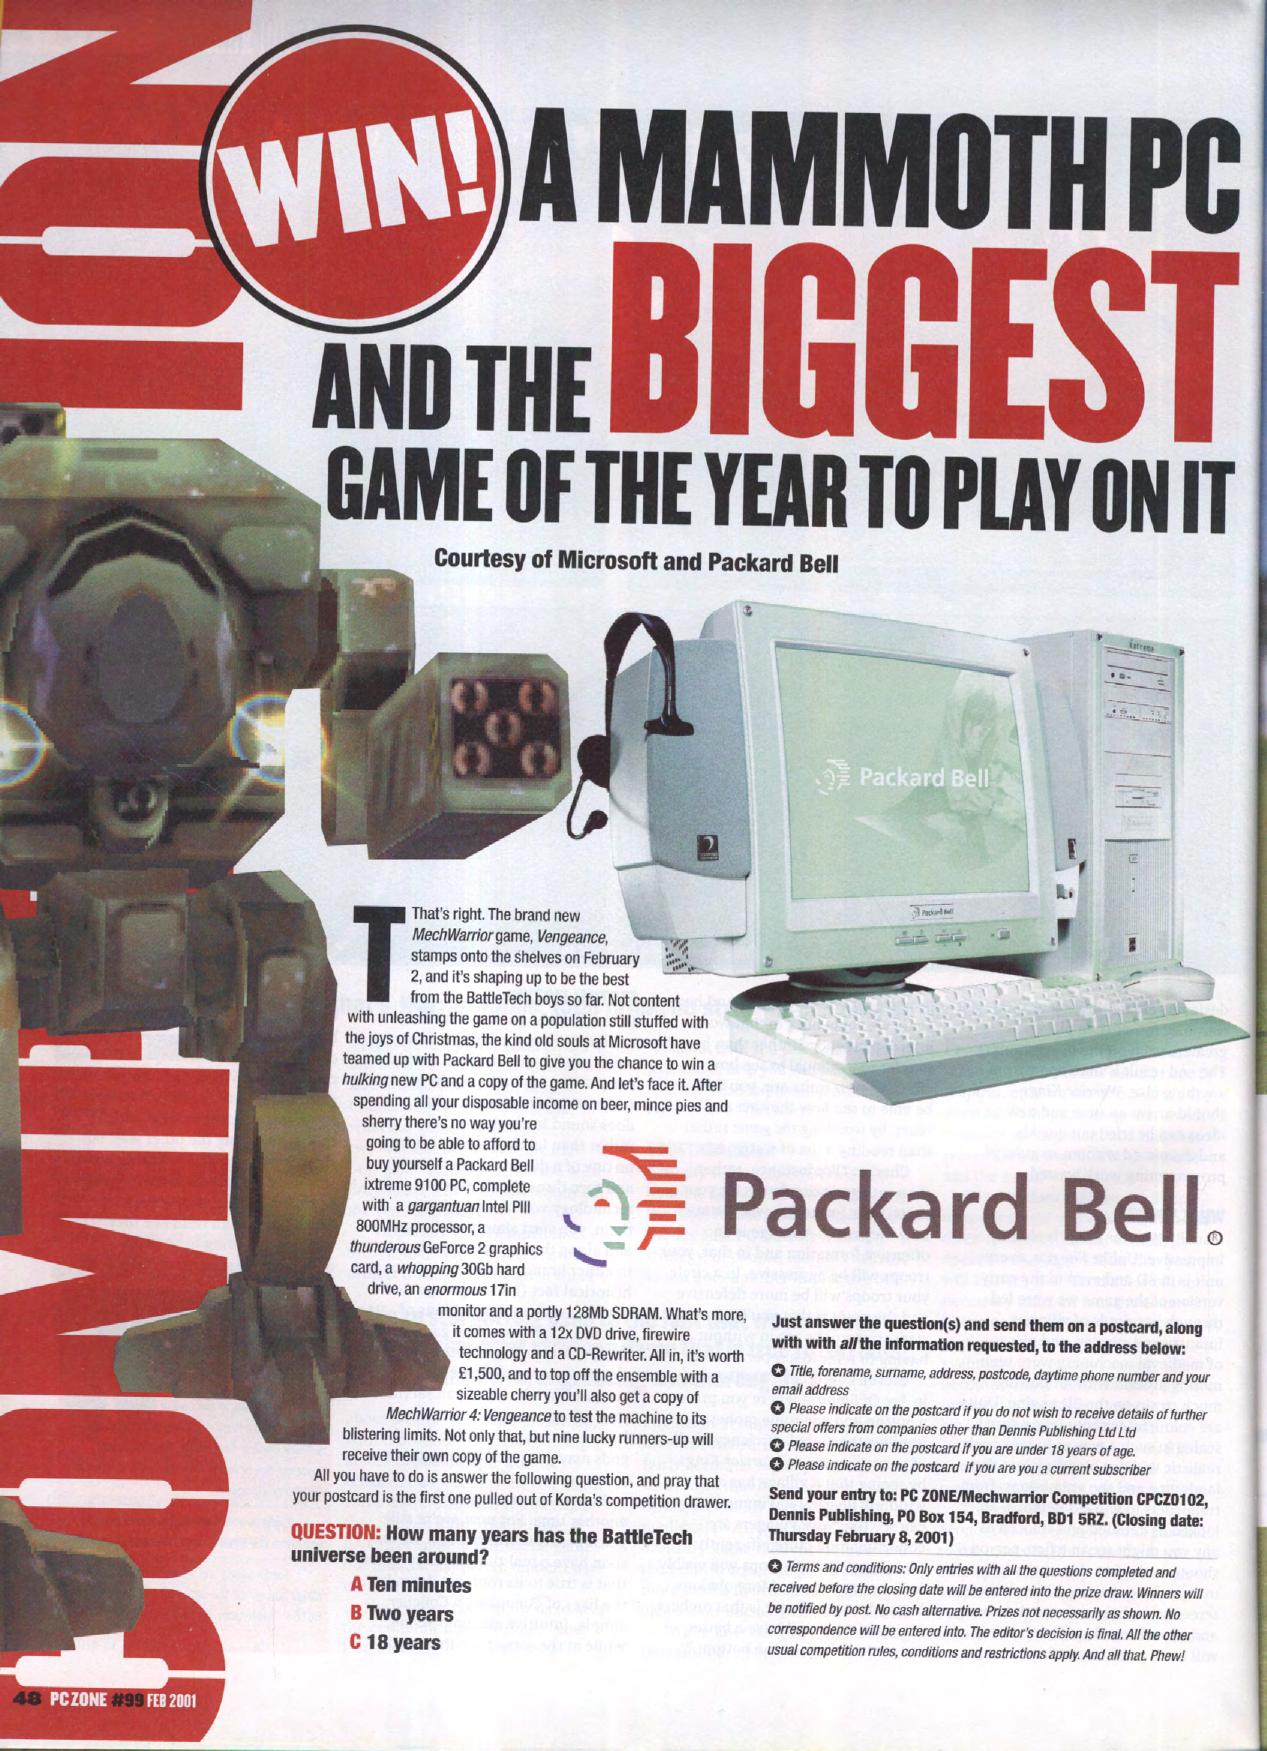 WIN!
A MAMMOTH PC
AND THE BIGGEST
GAME OF THE YEAR TO PLAY ON IT
Courtesy of Microsoft and Packard Bell
ixtreme
Packard Bell
Packard Bell
T
That's right. The brand new
MechWarrior game, Vengeance,
stamps onto the shelves on February
2, and it's shaping up to be the best
from the BattleTech boys so far. Not content
with unleashing the game on a population still stuffed with
the joys of Christmas, the kind old souls at Microsoft have
teamed up with Packard Bell to give you the chance to win a
hulking new PC and a copy of the game. And let's face it. After
spending all your disposable income on beer, mince pies and
sherry there's no way you're
going to be able to afford to
buy yourself a Packard Bell
ixtreme 9100 PC, complete
with a gargantuan Intel PIII
800MHz processor, a
thunderous GeForce 2 graphics
card, a whopping 30Gb hard
drive, an enormous 17in
monitor and a portly 128Mb SDRAM. What's more,
it comes with a 12x DVD drive, firewire
technology and a CD-Rewriter. All in, it's worth
£1,500, and to top off the ensemble with a
sizeable cherry you'll also get a copy of
MechWarrior 4: Vengeance to test the machine to its
blistering limits. Not only that, but nine lucky runners-up will
receive their own copy of the game.
All you have to do is answer the following question, and pray that
your postcard is the first one pulled out of Korda's competition drawer.
QUESTION: How many years has the BattleTech
universe been around?
A Ten minutes
B Two years
C 18 years
Packard Bell®
Just answer the question(s) and send them on a postcard, along
with with all the information requested, to the address below:
✪ Title, forename, surname, address, postcode, daytime phone number and your
email address
✪ Please indicate on the postcard if you do not wish to receive details of further
special offers from companies other than Dennis Publishing Ltd Ltd
✪ Please indicate on the postcard if you are under 18 years of age.
✪ Please indicate on the postcard if you are you a current subscriber
Send your entry to: PC ZONE/Mechwarrior Competition CPCZ0102,
Dennis Publishing, PO Box 154, Bradford, BD1 5RZ. (Closing date:
Thursday February 8, 2001)
✪ Terms and conditions: Only entries with all the questions completed and
received before the closing date will be entered into the prize draw. Winners will
be notified by post. No cash alternative. Prizes not necessarily as shown. No
correspondence will be entered into. The editor's decision is final. All the other
usual competition rules, conditions and restrictions apply. And all that. Phew!
48 PCZONE #99 FEB 2001